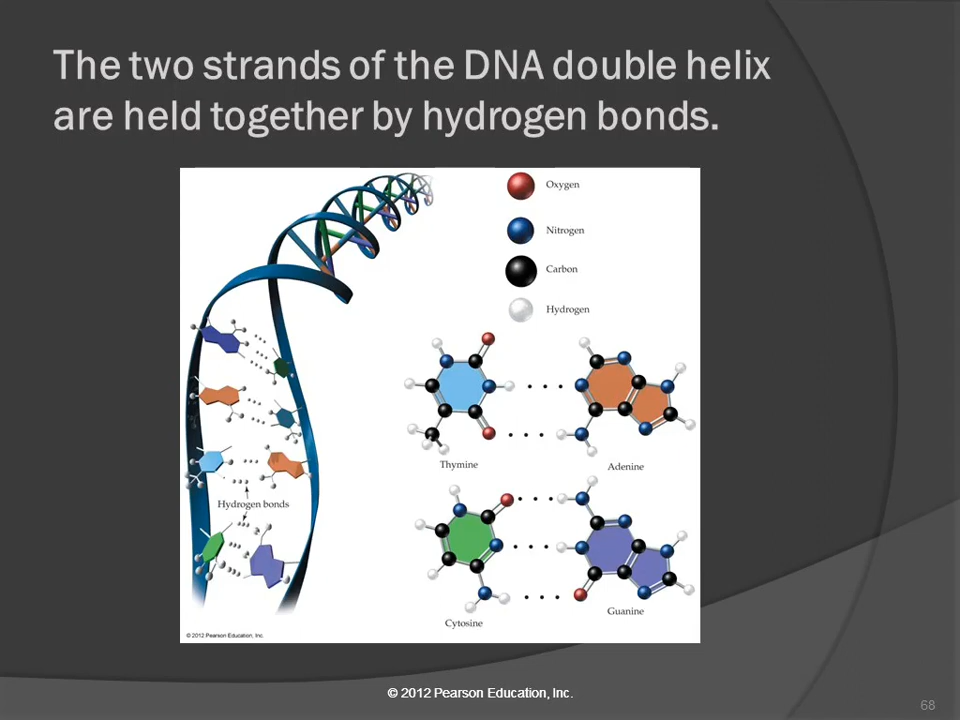 The two strands of the DNA double helix
are held together by hydrogen bonds.
Oxygen
Nitrogen
Carbon
Hydrogen
Thymine
Adenine
Hydrogen bonds
Cytosine
Guanine
© 2012 Pearson Education, Inc.
© 2012 Pearson Education, Inc.
68